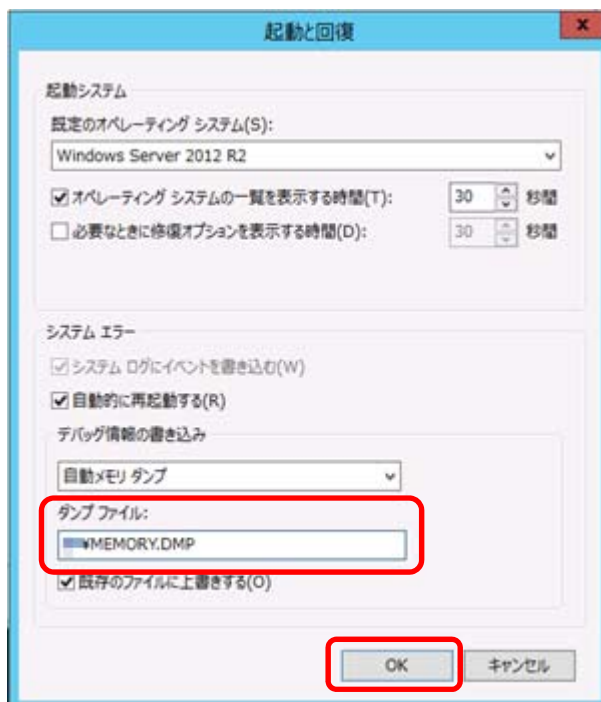 起動と回復
起動システム
既定のオペレーティング システム(S):
Windows Server 2012 R2
オペレーティング システムの一覧を表示する時間(T): 30 秒間
必要なときに修復オプションを表示する時間(D): 30 秒間
システム エラー
システム ログにイベントを書き込む(W)
自動的に再起動する(R)
デバッグ情報の書き込み
自動メモリ ダンプ
ダンプ ファイル:
¥MEMORY.DMP
既存のファイルに上書きする(O)
OK キャンセル